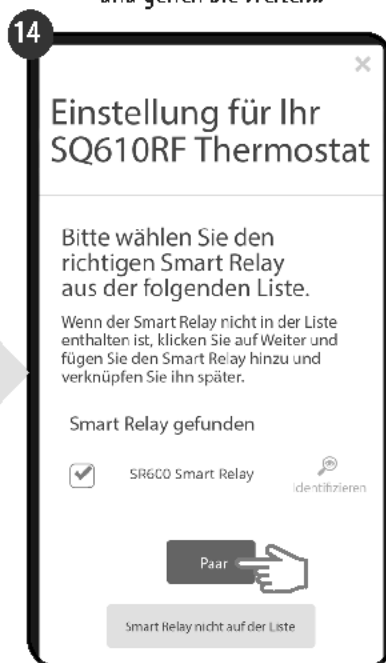 und gehen Sie weiter...
14
Einstellung für Ihr
SQ610RF Thermostat
Bitte wählen Sie den
richtigen Smart Relay
aus der folgenden Liste.
Wenn der Smart Relay nicht in der Liste
enthalten ist, klicken Sie auf Weiter und
fügen Sie den Smart Relay hinzu und
verknüpfen Sie ihn später.
Smart Relay gefunden
SR600 Smart Relay
Identifizieren
Paar
Smart Relay nicht auf der Liste